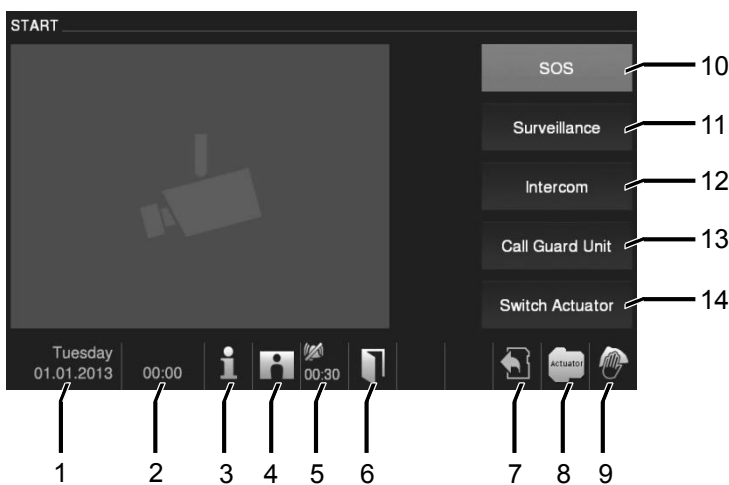 START
SOS
10
Surveillance
11
Intercom
12
Call Guard Unit
13
Switch Actuator
14
Tuesday
01.01.2013
00:00
00:30
Actuator
1 2 3 4 5 6 7 8 9